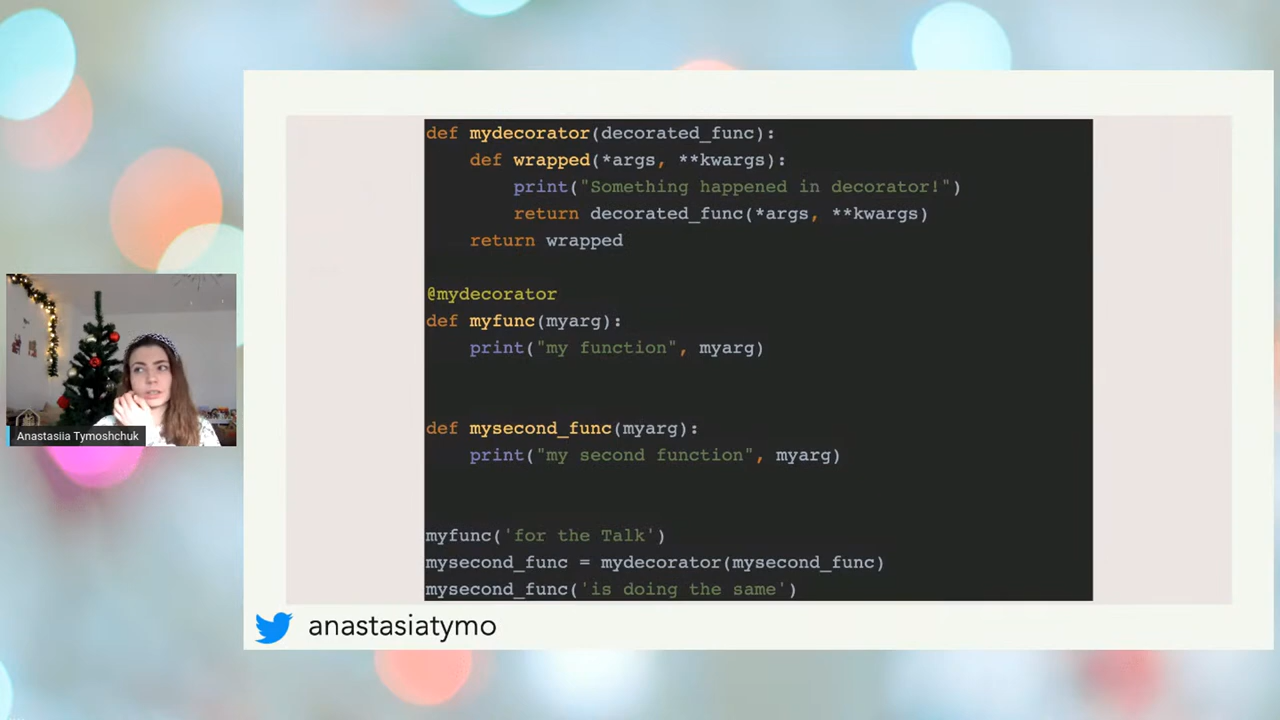 def mydecorator(decorated_func):
    def wrapped(*args, **kwargs):
        print("Something happened in decorator!")
        return decorated_func(*args, **kwargs)
    return wrapped
@mydecorator
def myfunc(myarg):
    print("my function", myarg)
def mysecond_func(myarg):
    print("my second function", myarg)
myfunc('for the Talk')
mysecond_func = mydecorator(mysecond_func)
mysecond_func('is doing the same')
Anastasiia Tymoshchuk
anastasiatymo